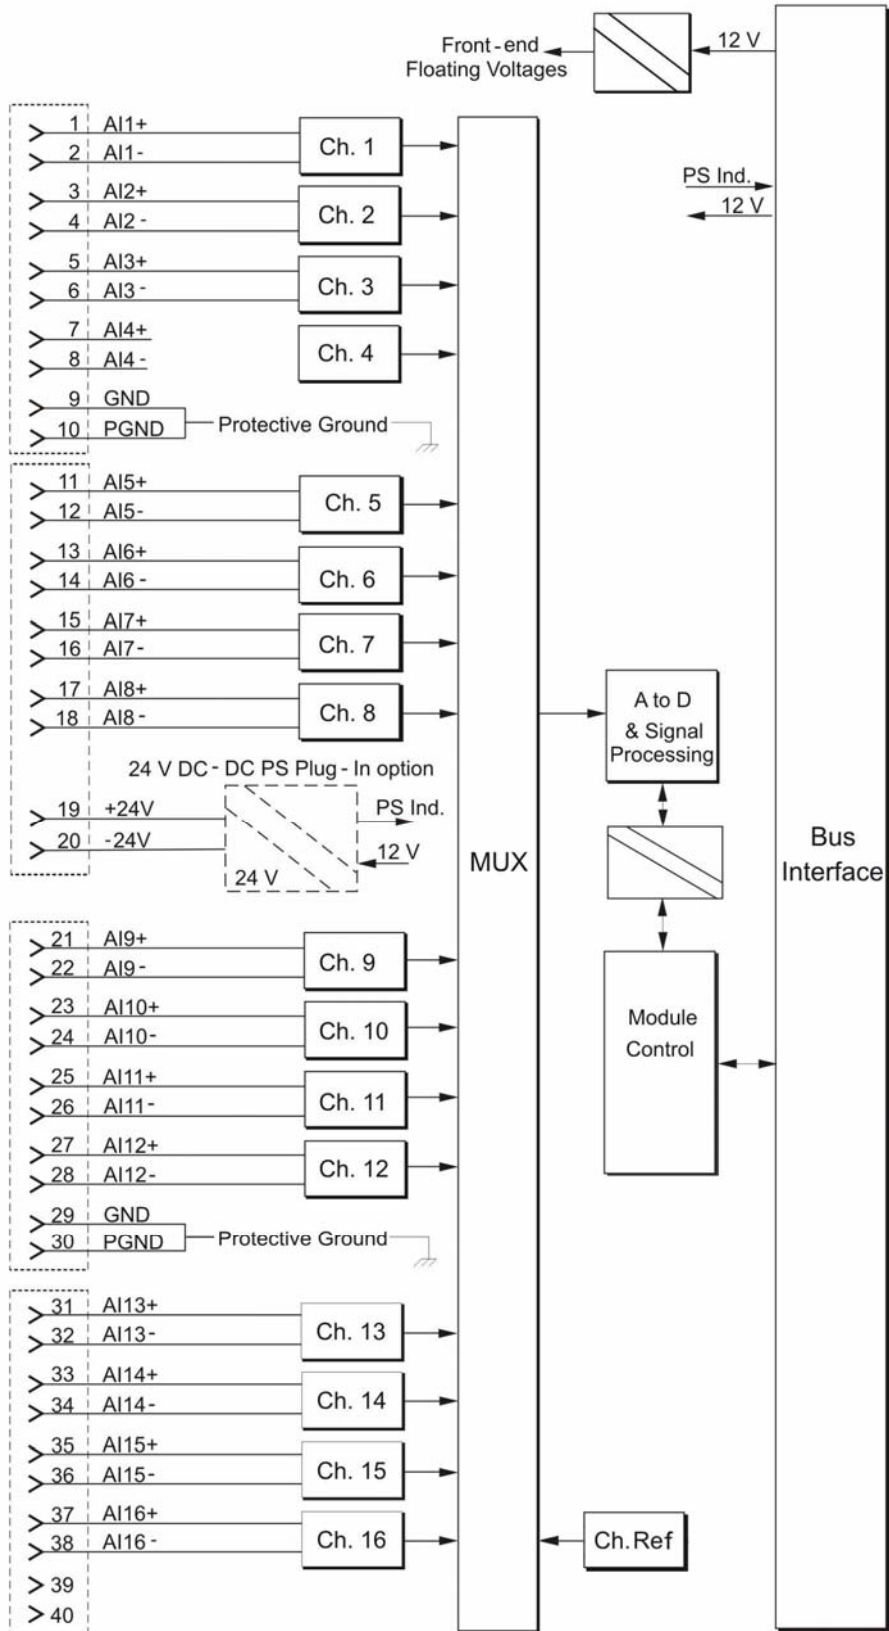 Front-end
Floating Voltages
12 V
PS Ind.
12 V
1 AI1+
2 AI1-
Ch. 1
3 AI2+
4 AI2 -
Ch. 2
5 AI3+
6 AI3 -
Ch. 3
7 AI4+
8 AI4 -
Ch. 4
9 GND
10 PGND
Protective Ground
11 AI5+
12 AI5-
Ch. 5
13 AI6+
14 AI6 -
Ch. 6
15 AI7+
16 AI7-
Ch. 7
17 AI8+
18 AI8 -
Ch. 8
24 V DC - DC PS Plug - In option
19 +24V
20 -24V
24 V
PS Ind.
12 V
21 AI9+
22 AI9 -
Ch. 9
23 AI10+
24 AI10-
Ch. 10
25 AI11+
26 AI11-
Ch. 11
27 AI12+
28 AI12-
Ch. 12
29 GND
30 PGND
Protective Ground
31 AI13+
32 AI13-
Ch. 13
33 AI14+
34 AI14-
Ch. 14
35 AI15+
36 AI15-
Ch. 15
37 AI16+
38 AI16 -
Ch. 16
39
40
MUX
A to D
& Signal
Processing
Module
Control
Ch.Ref
Bus
Interface